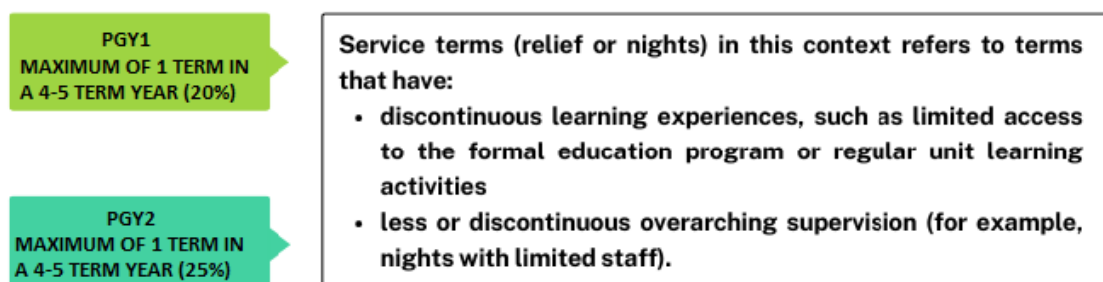 PGY1
MAXIMUM OF 1 TERM IN
A 4-5 TERM YEAR (20%)
Service terms (relief or nights) in this context refers to terms
that have:
• discontinuous learning experiences, such as limited access
to the formal education program or regular unit learning
activities
• less or discontinuous overarching supervision (for example,
nights with limited staff).
PGY2
MAXIMUM OF 1 TERM IN
A 4-5 TERM YEAR (25%)